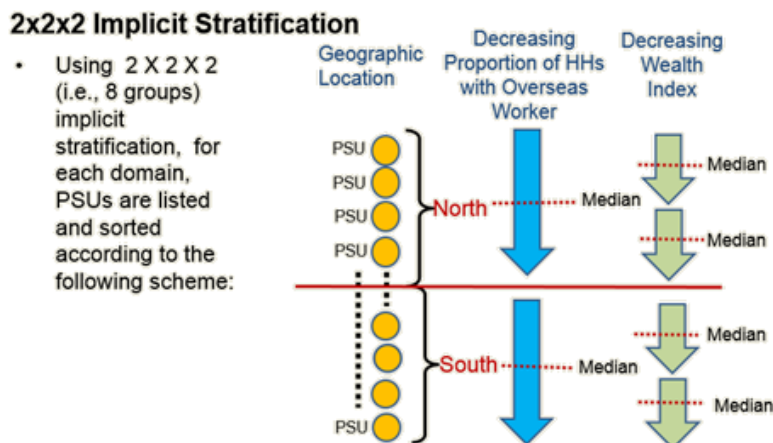 2x2x2 Implicit Stratification
• Using 2 X 2 X 2
(i.e., 8 groups)
implicit
stratification, for
each domain,
PSUs are listed
and sorted
according to the
following scheme:
Geographic
Location
Decreasing
Proportion of HHs
with Overseas
Worker
Decreasing
Wealth
Index
PSU
PSU
PSU
PSU
North
Median
Median
Median
South
Median
Median
Median
PSU